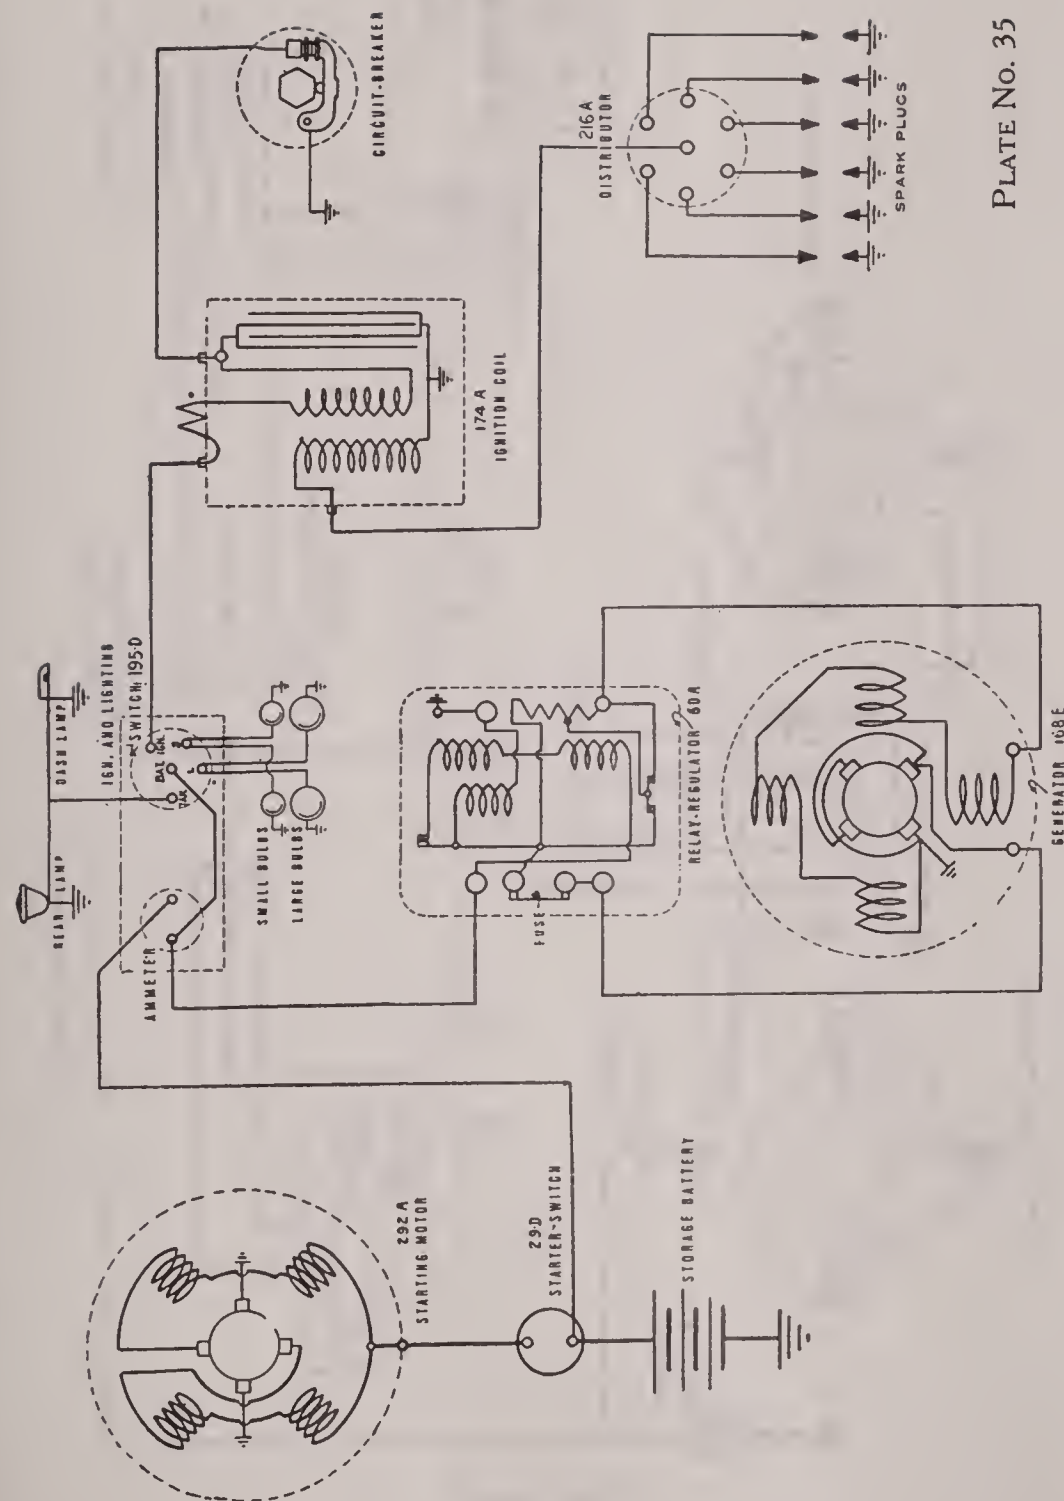 CIRCUIT-BREAKER
174 A
IGNITION COIL
216A
DISTRIBUTOR
SPARK PLUGS
DASH LAMP
REAR LAMP
IGN. AND LIGHTING
SWITCH 195-D
IGN.
BAT
AMMETER
SMALL BULBS
LARGE BULBS
FUSE
RELAY-REGULATOR 60A
GENERATOR 168E
292A
STARTING MOTOR
29-D
STARTER-SWITCH
STORAGE BATTERY
PLATE No. 35